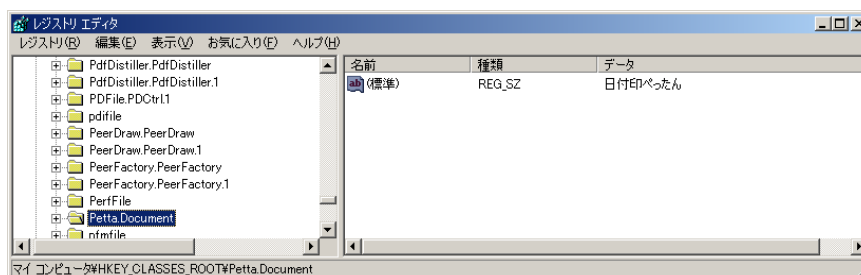 レジストリ エディタ
レジストリ(R) 編集(E) 表示(V) お気に入り(F) ヘルプ(H)
名前 種類 データ
PdfDistiller.PdfDistiller
PdfDistiller.PdfDistiller.1
PDFile.PDCtrl.1
pdifile
PeerDraw.PeerDraw
PeerDraw.PeerDraw.1
PeerFactory.PeerFactory
PeerFactory.PeerFactory.1
PerfFile
Petta.Document
pfmfile
ab (標準) REG_SZ 日付印ぺったん
マイ コンピュータ¥HKEY_CLASSES_ROOT¥Petta.Document